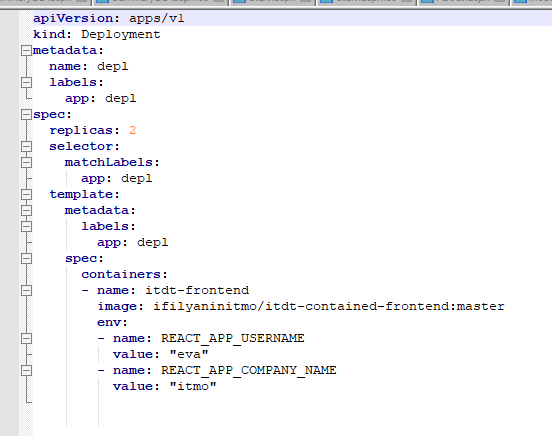 apiVersion: apps/v1
kind: Deployment
metadata:
  name: depl
  labels:
    app: depl
spec:
  replicas: 2
  selector:
    matchLabels:
      app: depl
  template:
    metadata:
      labels:
        app: depl
    spec:
      containers:
      - name: itdt-frontend
        image: ifilyaninitmo/itdt-contained-frontend:master
        env:
        - name: REACT_APP_USERNAME
          value: "eva"
        - name: REACT_APP_COMPANY_NAME
          value: "itmo"